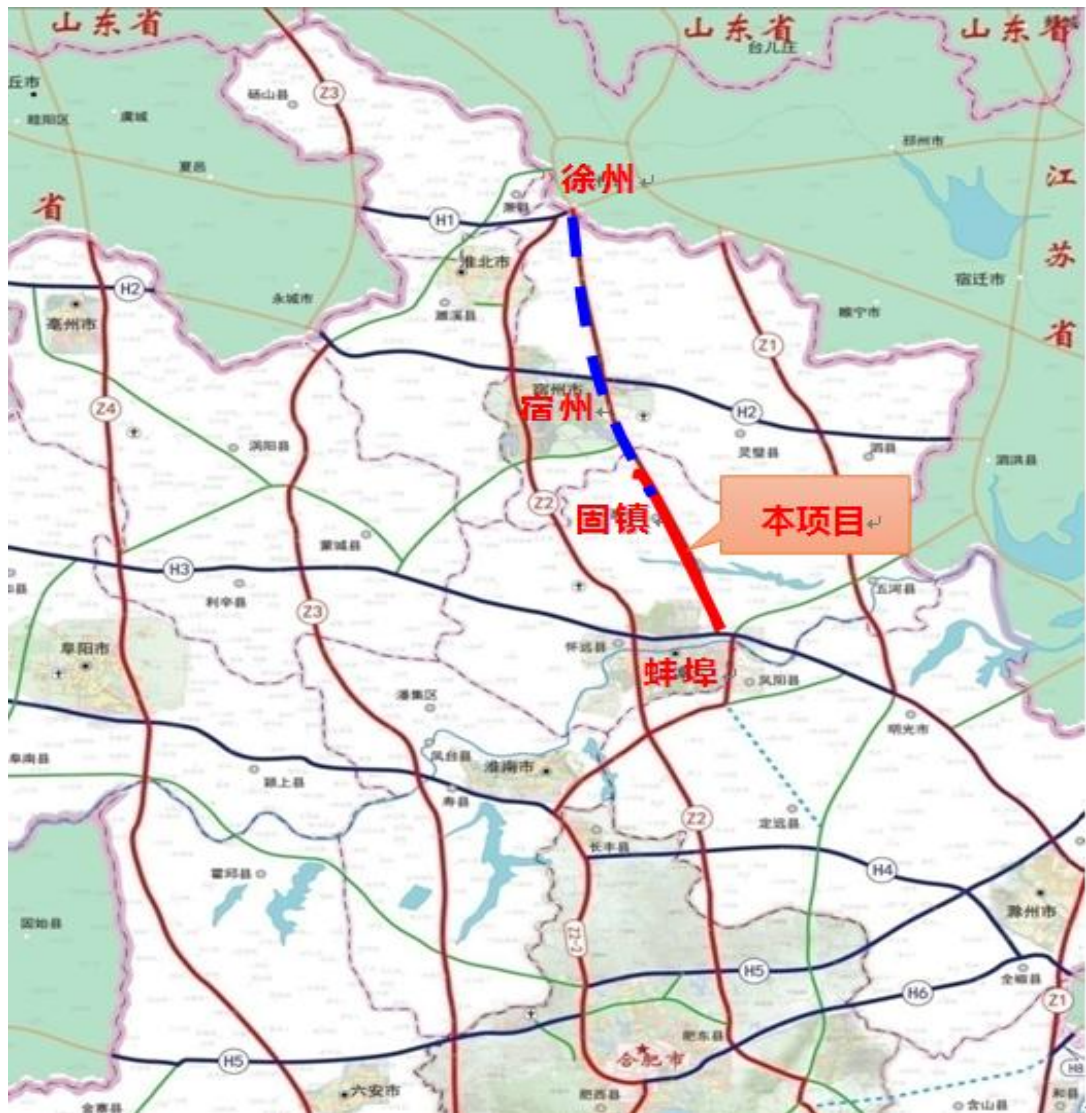 山东省
山东省
山东省
台儿庄
丘市
睢阳区
虞城
砀山县
Z3
夏邑
邳州市
江苏省
省
徐州
萧县
H1
淮北市
濉溪县
宿迁市
睢宁市
H2
永城市
亳州市
Z1
Z4
宿州市
宿州
H2
涡阳县
灵璧县
泗县
泗洪县
Z2
固镇
本项目
蒙城县
H3
利辛县
Z3
五河县
怀远县
阜阳市
蚌埠
凤阳县
潘集区
明光市
凤台县
淮南市
阜南县
颍上县
寿县
定远县
Z2
长丰县
H4
霍邱县
固始县
滁州市
Z2-2
H5
全椒县
H6
Z1
肥东县
合肥市
H5
H8
六安市
肥西县
和县
含山县
金寨县